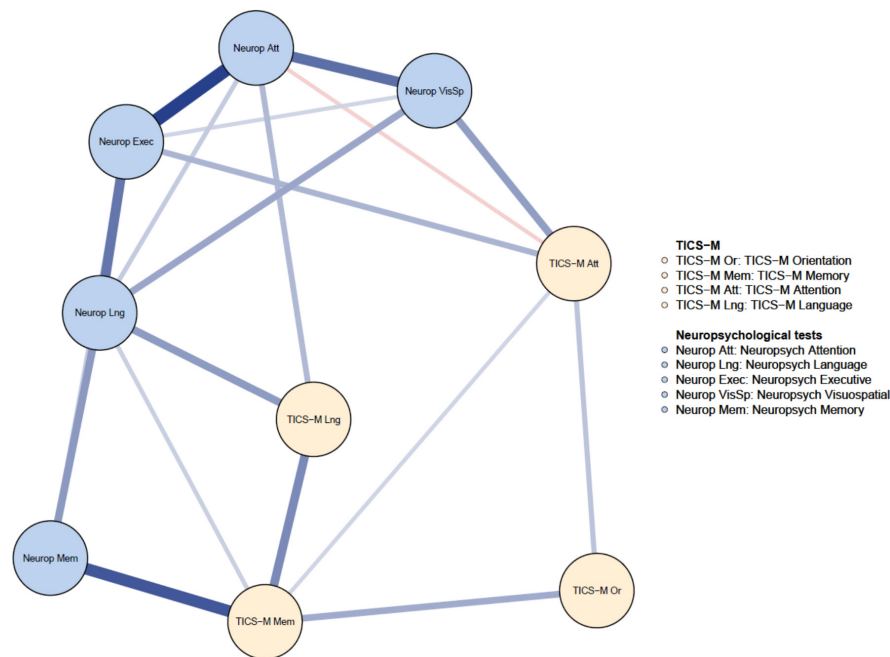 Neurop Att
Neurop VisSp
Neurop Exec
TICS−M Att
Neurop Lng
TICS−M Lng
Neurop Mem
TICS−M Or
TICS−M Mem
TICS−M
TICS−M Or: TICS−M Orientation
TICS−M Mem: TICS−M Memory
TICS−M Att: TICS−M Attention
TICS−M Lng: TICS−M Language
Neuropsychological tests
Neurop Att: Neuropsych Attention
Neurop Lng: Neuropsych Language
Neurop Exec: Neuropsych Executive
Neurop VisSp: Neuropsych Visuospatial
Neurop Mem: Neuropsych Memory